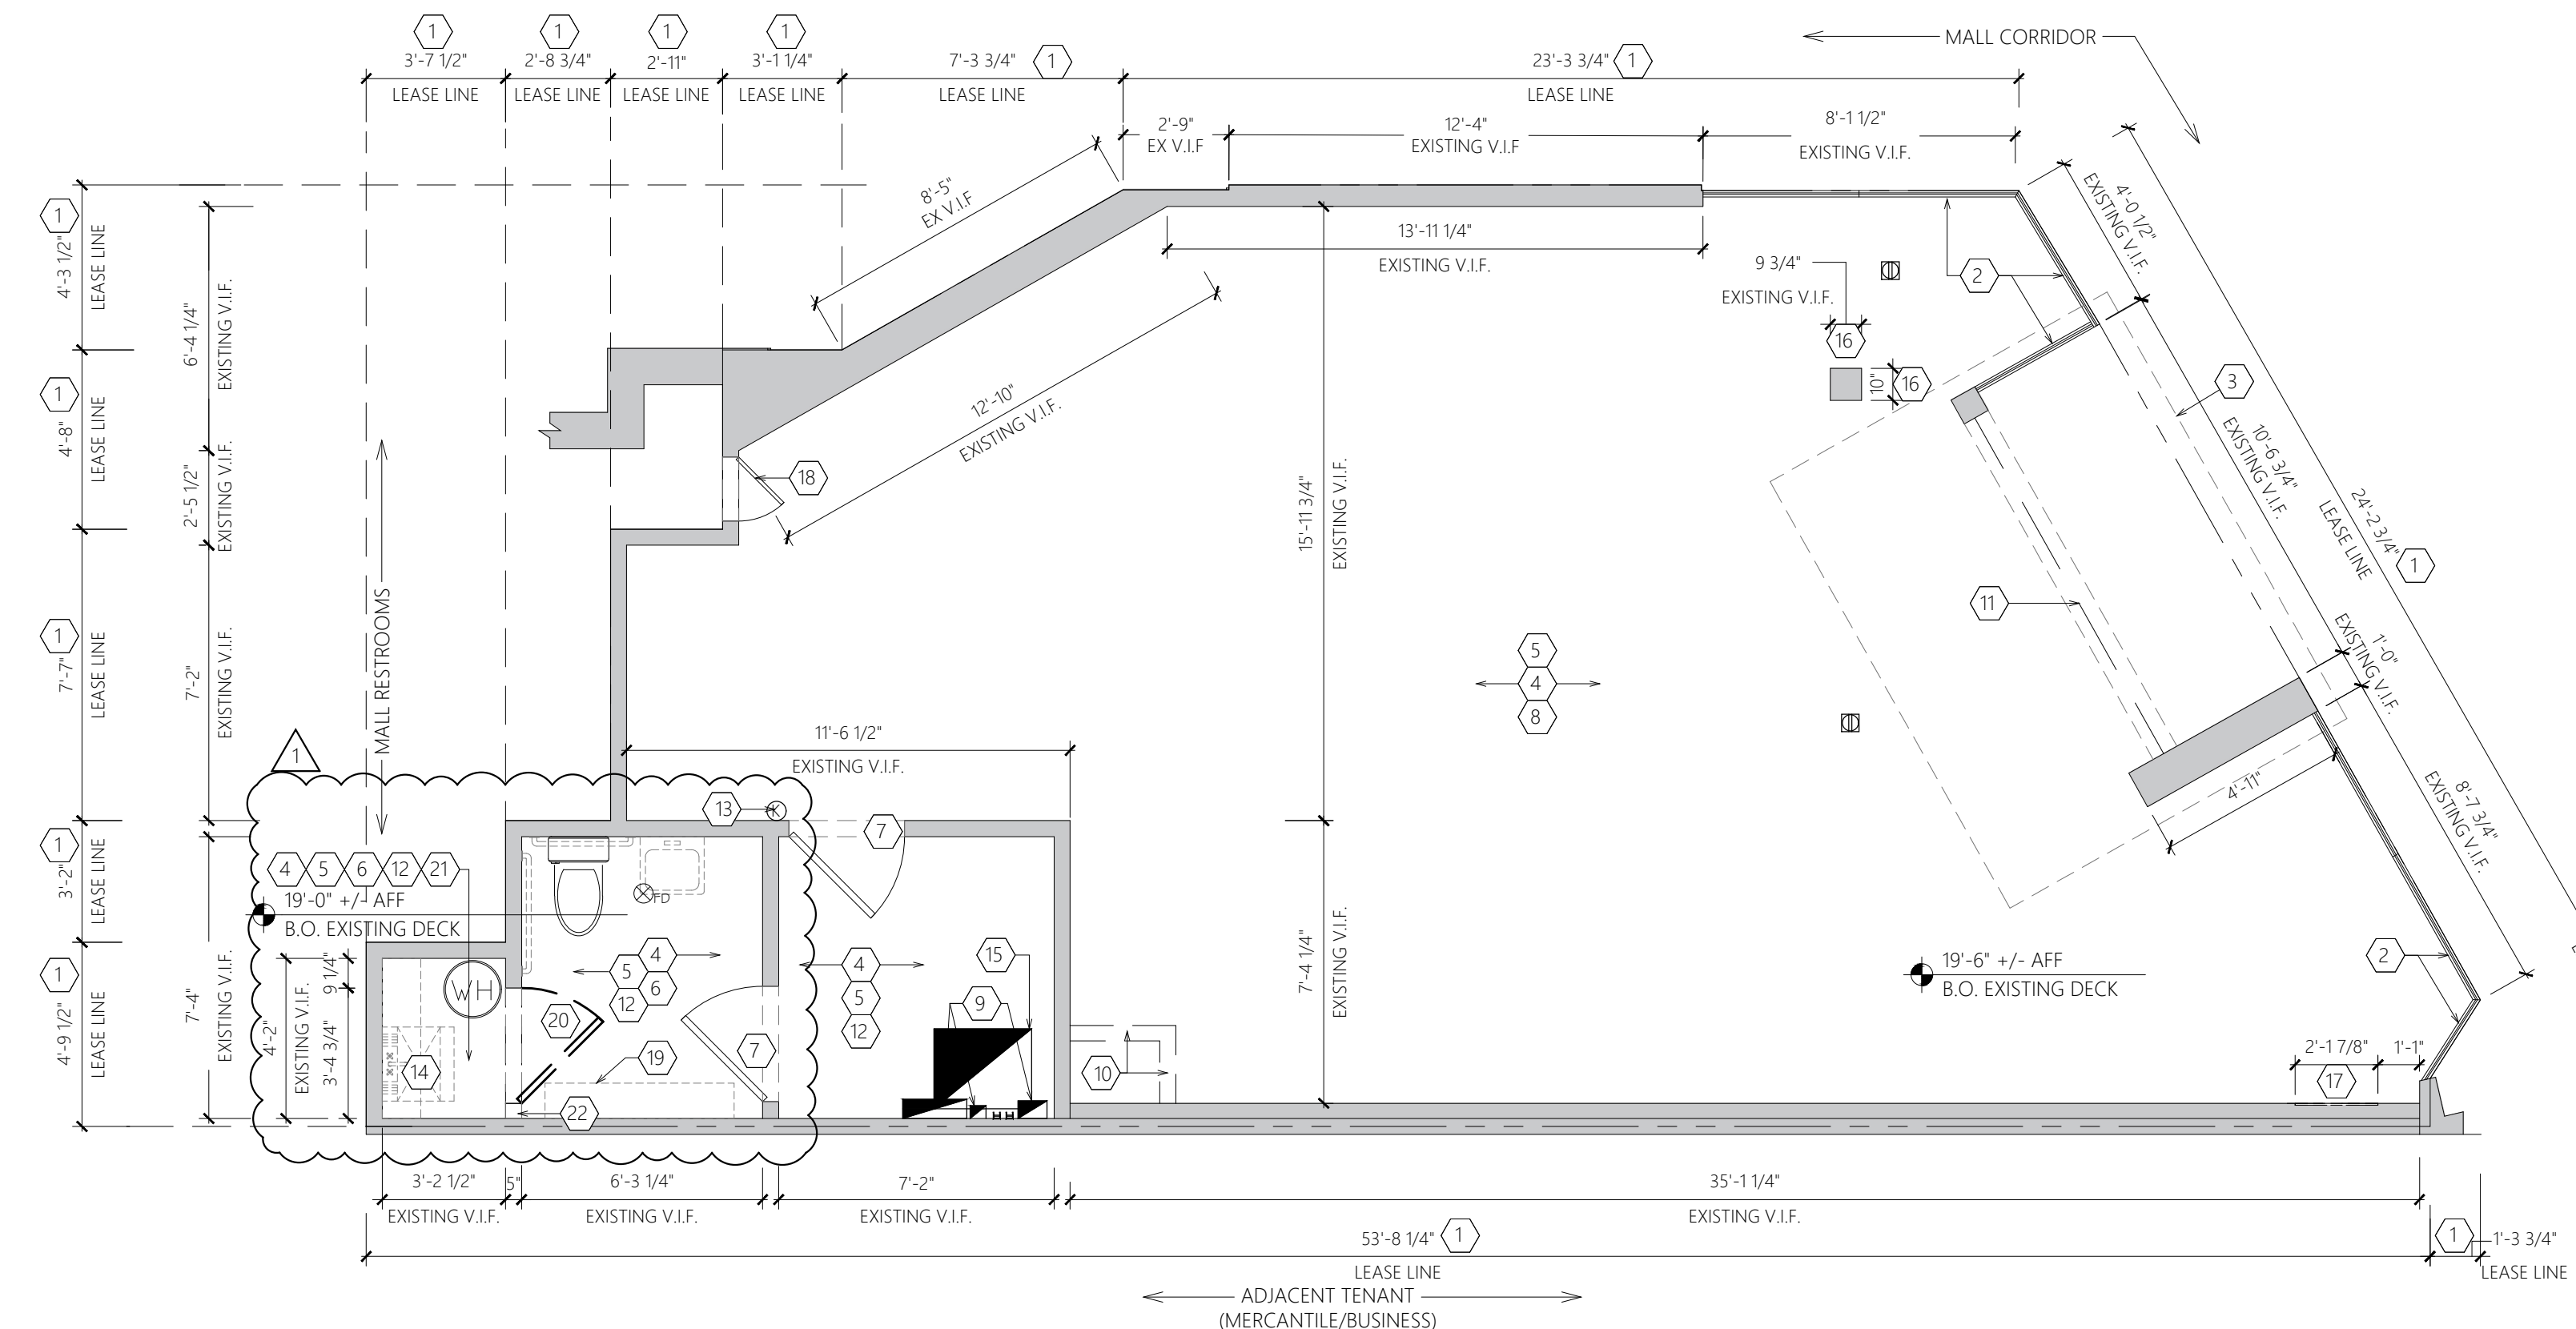 1
1
1
1
3'-7 1/2"
2'-8 3/4"
2'-11"
3'-1 1/4"
7'-3 3/4"
1
23'-3 3/4"
1
LEASE LINE
LEASE LINE
LEASE LINE
LEASE LINE
LEASE LINE
LEASE LINE
MALL CORRIDOR
2'-9"
EX V.I.F
12'-4"
EXISTING V.I.F
8'-1 1/2"
EXISTING V.I.F.
8'-5"
EX V.I.F
13'-11 1/4"
EXISTING V.I.F.
12'-10"
EXISTING V.I.F.
9 3/4"
EXISTING V.I.F.
16
10"
16
2
4'-0 1/2"
EXISTING V.I.F.
3
10'-6 3/4"
EXISTING V.I.F.
24'-2 3/4"
LEASE LINE
1
11
1'-0"
EXISTING V.I.F.
4'-11"
8'-7 3/4"
EXISTING V.I.F.
1
4'-3 1/2"
LEASE LINE
1
4'-8"
LEASE LINE
1
7'-7"
LEASE LINE
1
3'-2"
LEASE LINE
1
4'-9 1/2"
LEASE LINE
6'-4 1/4"
EXISTING V.I.F.
2'-5 1/2"
EXISTING V.I.F.
7'-2"
EXISTING V.I.F.
7'-4"
EXISTING V.I.F.
MALL RESTROOMS
18
15'-11 3/4"
EXISTING V.I.F.
5
4
8
11'-6 1/2"
EXISTING V.I.F.
1
13
K
7
4
5
6
12
21
19'-0" +/- AFF
B.O. EXISTING DECK
FD
4
5
6
12
4
5
12
15
9
7'-4 1/4"
EXISTING V.I.F.
9 1/4"
3'-4 3/4"
4'-2"
EXISTING V.I.F.
WH
14
20
19
7
22
10
19'-6" +/- AFF
B.O. EXISTING DECK
2
2'-1 7/8"
1'-1"
17
3'-2 1/2"
5"
6'-3 1/4"
7'-2"
35'-1 1/4"
EXISTING V.I.F.
EXISTING V.I.F.
EXISTING V.I.F.
EXISTING V.I.F.
53'-8 1/4"
1
1
1'-3 3/4"
LEASE LINE
LEASE LINE
ADJACENT TENANT
(MERCANTILE/BUSINESS)